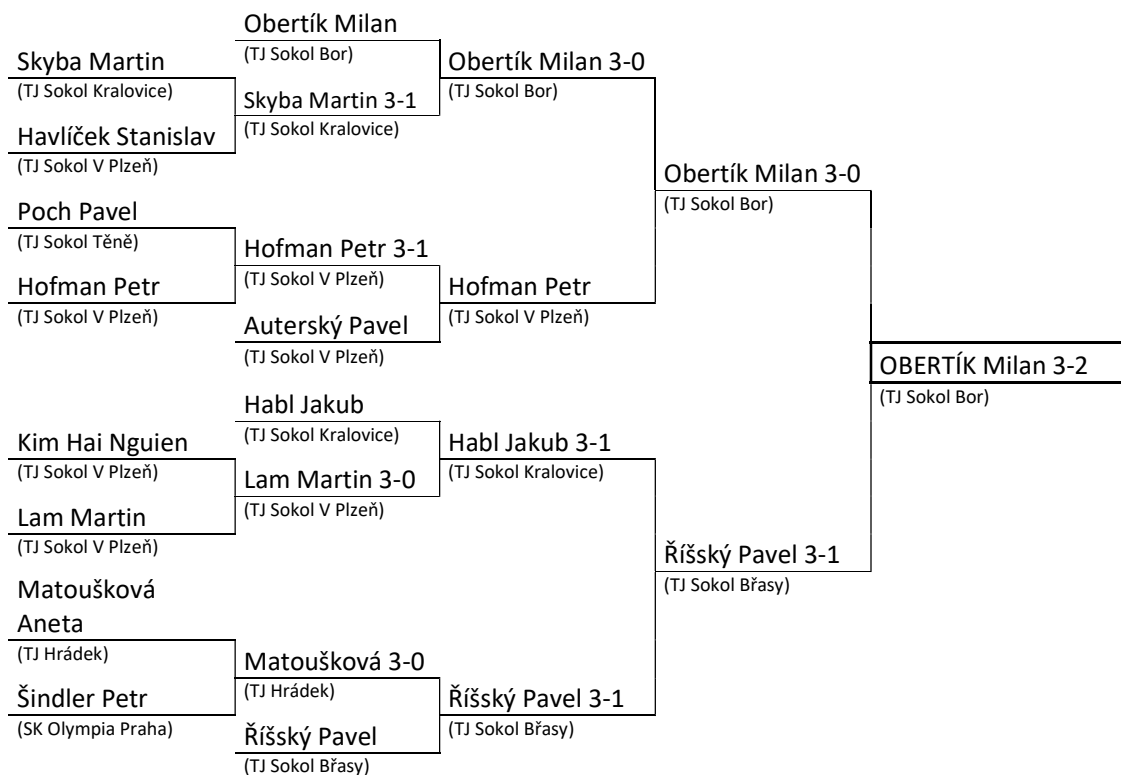 Obertík Milan
(TJ Sokol Bor)
Skyba Martin
(TJ Sokol Kralovice)
Obertík Milan 3-0
(TJ Sokol Bor)
Skyba Martin 3-1
(TJ Sokol Kralovice)
Havlíček Stanislav
(TJ Sokol V Plzeň)
Obertík Milan 3-0
(TJ Sokol Bor)
Poch Pavel
(TJ Sokol Těně)
Hofman Petr 3-1
(TJ Sokol V Plzeň)
Hofman Petr
(TJ Sokol V Plzeň)
Hofman Petr
(TJ Sokol V Plzeň)
Auterský Pavel
(TJ Sokol V Plzeň)
OBERTÍK Milan 3-2
(TJ Sokol Bor)
Habl Jakub
(TJ Sokol Kralovice)
Kim Hai Nguien
(TJ Sokol V Plzeň)
Habl Jakub 3-1
(TJ Sokol Kralovice)
Lam Martin 3-0
(TJ Sokol V Plzeň)
Lam Martin
(TJ Sokol V Plzeň)
Říšský Pavel 3-1
(TJ Sokol Břasy)
Matoušková
Aneta
(TJ Hrádek)
Matoušková 3-0
(TJ Hrádek)
Šindler Petr
(SK Olympia Praha)
Říšský Pavel 3-1
(TJ Sokol Břasy)
Říšský Pavel
(TJ Sokol Břasy)